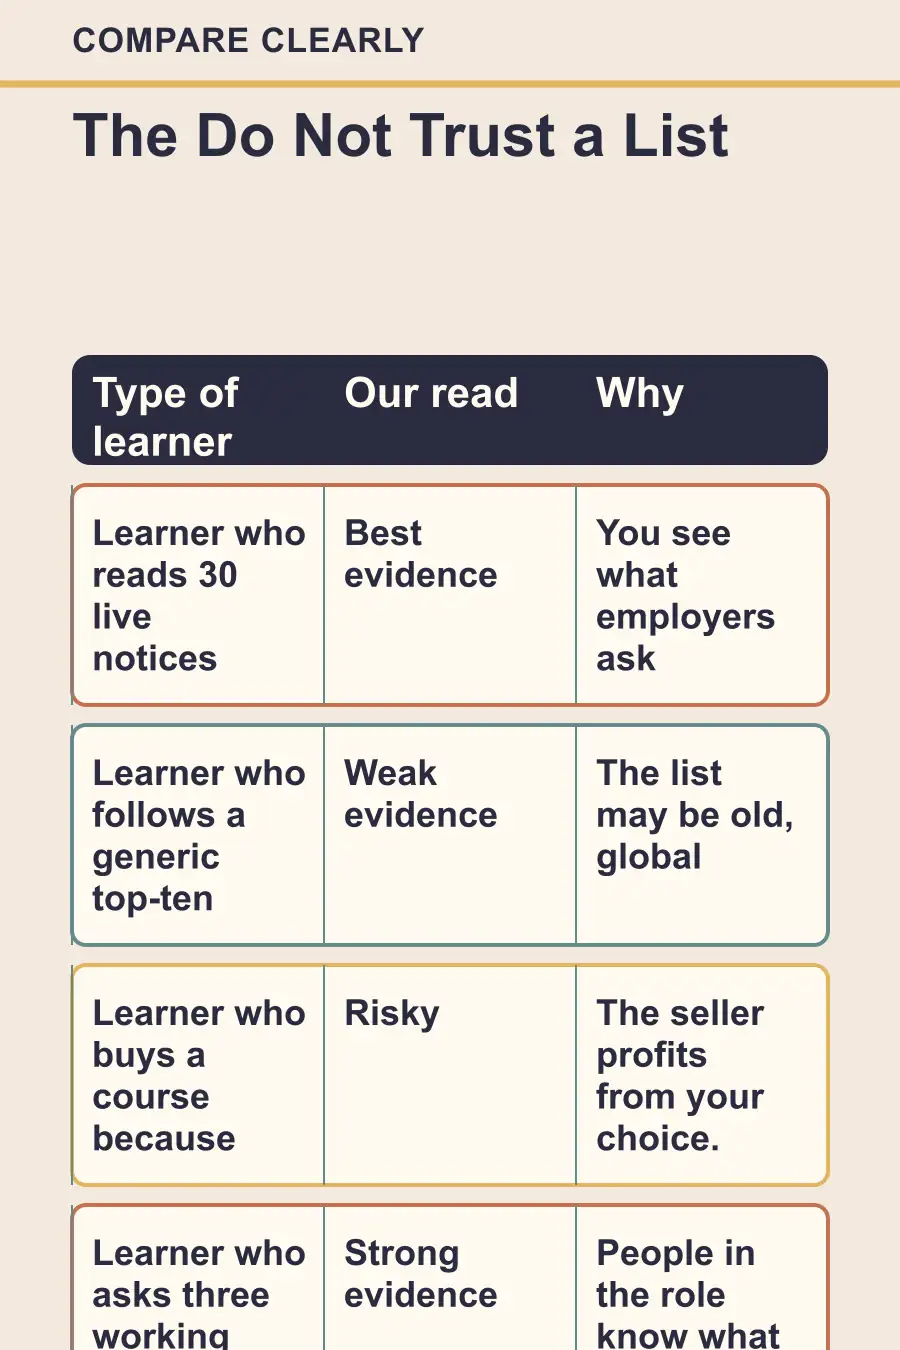 COMPARE CLEARLY
The Do Not Trust a List
Type of
learner
Our read
Why
Learner who
reads 30
live
notices
Best
evidence
You see
what
employers
ask
Learner who
follows a
generic
top-ten
Weak
evidence
The list
may be old,
global
Learner who
buys a
course
because
Risky
The seller
profits
from your
choice.
Learner who
asks three
working
Strong
evidence
People in
the role
know what